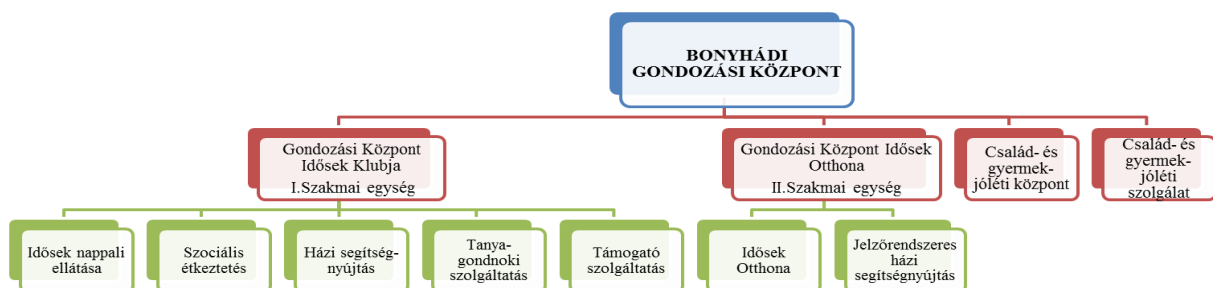 BONYHÁDI
GONDOZÁSI KÖZPONT
Gondozási Központ
Idősek Klubja
I.Szakmai egység
Gondozási Központ Idősek
Otthona
II.Szakmai egység
Család- és
gyermek-
jóléti központ
Család- és
gyermek-
jóléti
szolgálat
Idősek nappali
ellátása
Szociális
étkeztetés
Házi segítség-
nyújtás
Tanya-
gondnoki
szolgáltatás
Támogató
szolgáltatás
Idősek
Otthona
Jelzőrendszeres
házi
segítségnyújtás